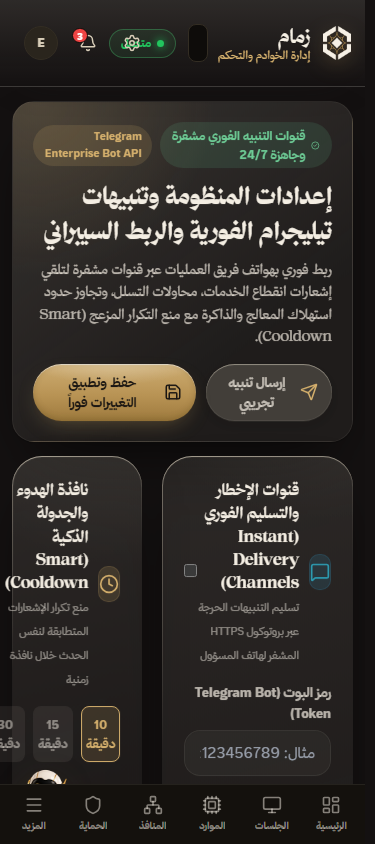 زمام
إدارة الخوادم والتحكم
3
E
قنوات التنبيه الفوري مشفرة
وجاهزة 24/7
Telegram
Enterprise Bot API
إعدادات المنظومة وتنبيهات
تيليجرام الفورية والربط السيبراني
ربط فوري بهواتف فريق العمليات عبر قنوات مشفرة لتلقي
إشعارات انقطاع الخدمات، محاولات التسلل، وتجاوز حدود
استهلاك المعالج والذاكرة مع منع التكرار المزعج (Smart
Cooldown).
إرسال تنبيه
تجريبي
حفظ وتطبيق
التغييرات فوراً
قنوات الإخطار
والتسليم الفوري
(Instant
Delivery
Channels)
تسليم التنبيهات الحرجة
عبر بروتوكول HTTPS
المشفر لهاتف المسؤول
رمز البوت (Telegram Bot
Token)
مثال: 123456789
نافذة الهدوء
والجدولة
الذكية
(Smart
Cooldown)
منع تكرار الإشعارات
المتطابقة لنفس
الحدث خلال نافذة
زمنية
10
دقيقة
15
دقيقة
30
الرئيسية
الجلسات
الموارد
المنافذ
الحماية
المزيد